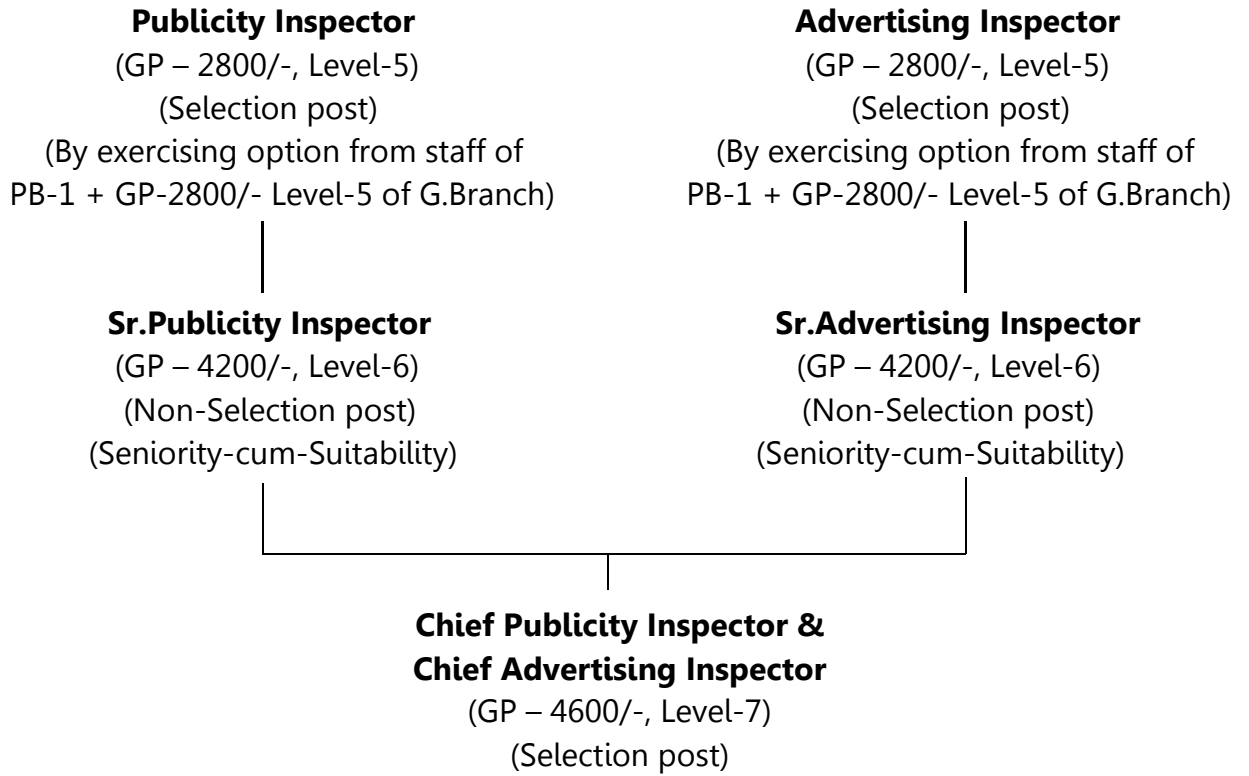 Publicity Inspector
(GP – 2800/-, Level-5)
(Selection post)
(By exercising option from staff of
PB-1 + GP-2800/- Level-5 of G.Branch)
Advertising Inspector
(GP – 2800/-, Level-5)
(Selection post)
(By exercising option from staff of
PB-1 + GP-2800/- Level-5 of G.Branch)
Sr.Publicity Inspector
(GP – 4200/-, Level-6)
(Non-Selection post)
(Seniority-cum-Suitability)
Sr.Advertising Inspector
(GP – 4200/-, Level-6)
(Non-Selection post)
(Seniority-cum-Suitability)
Chief Publicity Inspector &
Chief Advertising Inspector
(GP – 4600/-, Level-7)
(Selection post)